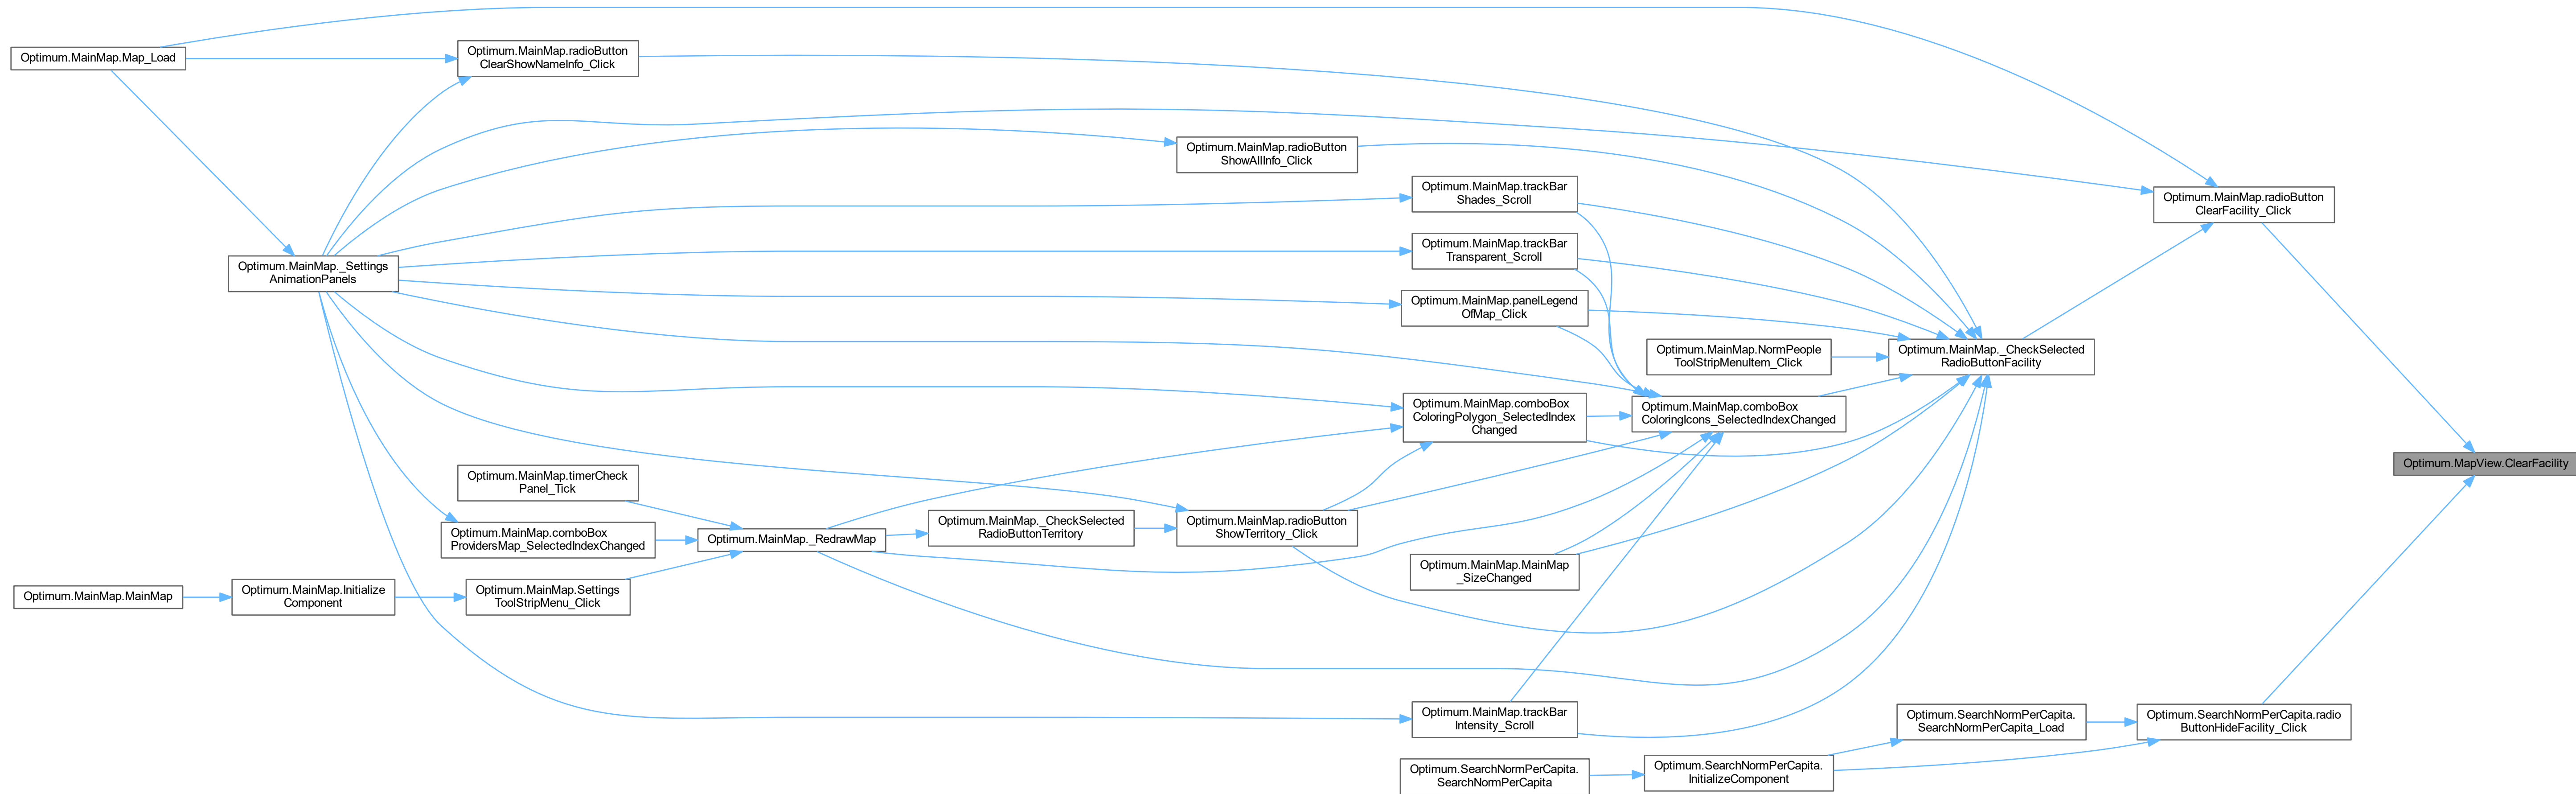 Optimum.MainMap.Map_Load
Optimum.MainMap.radioButton
ClearShowNameInfo_Click
Optimum.MainMap.radioButton
ShowAllInfo_Click
Optimum.MainMap.trackBar
Shades_Scroll
Optimum.MainMap.radioButton
ClearFacility_Click
Optimum.MainMap.trackBar
Transparent_Scroll
Optimum.MainMap._Settings
AnimationPanels
Optimum.MainMap.panelLegend
OfMap_Click
Optimum.MainMap.NormPeople
ToolStripMenuItem_Click
Optimum.MainMap._CheckSelected
RadioButtonFacility
Optimum.MainMap.comboBox
ColoringPolygon_SelectedIndex
Changed
Optimum.MainMap.comboBox
ColoringIcons_SelectedIndexChanged
Optimum.MapView.ClearFacility
Optimum.MainMap.timerCheck
Panel_Tick
Optimum.MainMap.comboBox
ProvidersMap_SelectedIndexChanged
Optimum.MainMap._RedrawMap
Optimum.MainMap._CheckSelected
RadioButtonTerritory
Optimum.MainMap.radioButton
ShowTerritory_Click
Optimum.MainMap.MainMap
_SizeChanged
Optimum.MainMap.MainMap
Optimum.MainMap.Initialize
Component
Optimum.MainMap.Settings
ToolStripMenu_Click
Optimum.MainMap.trackBar
Intensity_Scroll
Optimum.SearchNormPerCapita.
SearchNormPerCapita_Load
Optimum.SearchNormPerCapita.radio
ButtonHideFacility_Click
Optimum.SearchNormPerCapita.
SearchNormPerCapita
Optimum.SearchNormPerCapita.
InitializeComponent